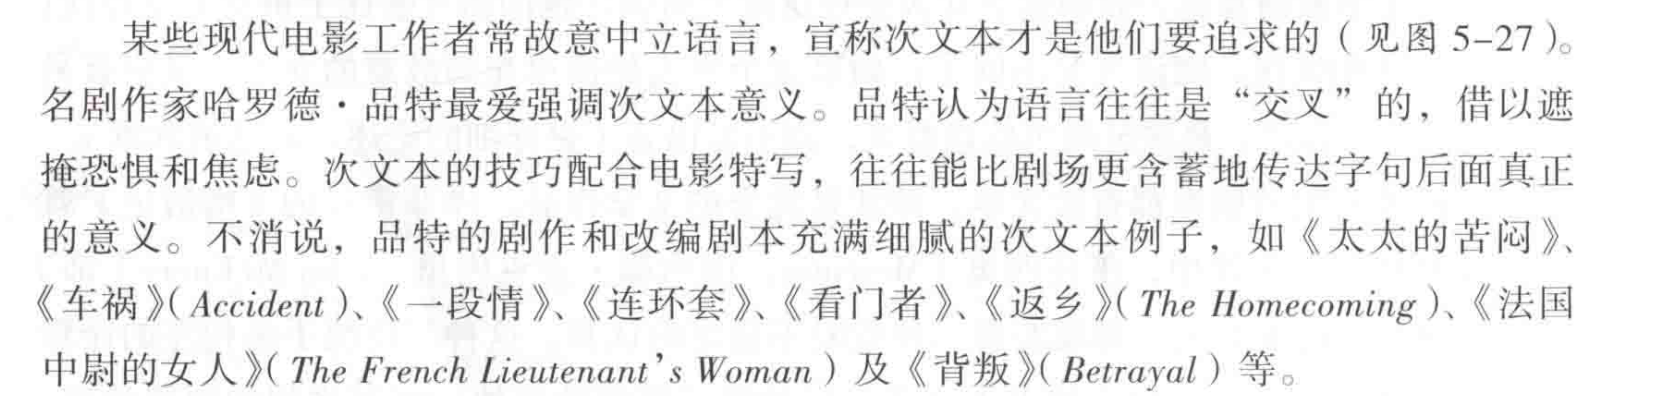 某些现代电影工作者常故意中立语言，宣称次文本才是他们要追求的（见图 5-27）。
名剧作家哈罗德·品特最爱强调次文本意义。品特认为语言往往是“交叉”的，借以遮
掩恐惧和焦虑。次文本的技巧配合电影特写，往往能比剧场更含蓄地传达字句后面真正
的意义。不消说，品特的剧作和改编剧本充满细腻的次文本例子，如《太太的苦闷》、
《车祸》（Accident）、《一段情》、《连环套》、《看门者》、《返乡》（The Homecoming）、《法国
中尉的女人》（The French Lieutenant’s Woman）及《背叛》（Betrayal）等。